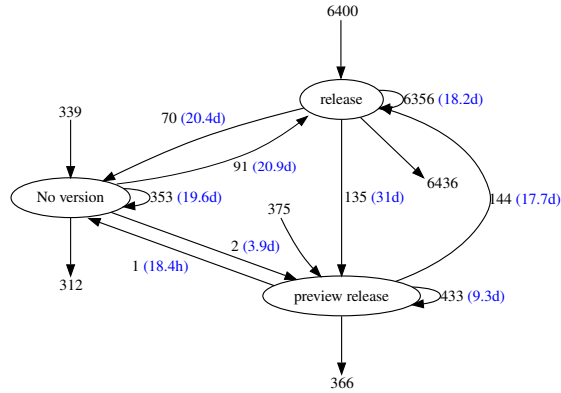 6400
release
6356 (18.2d)
339
70 (20.4d)
91 (20.9d)
6436
No version
353 (19.6d)
135 (31d)
144 (17.7d)
375
2 (3.9d)
1 (18.4h)
312
preview release
433 (9.3d)
366